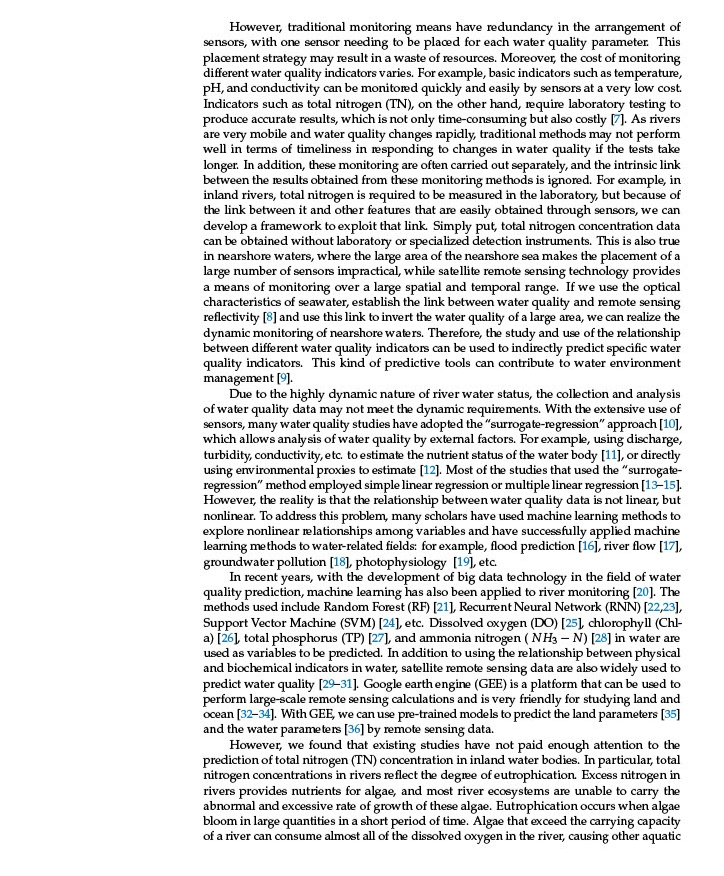 However, traditional monitoring means have redundancy in the arrangement of
sensors, with one sensor needing to be placed for each water quality parameter. This
placement strategy may result in a waste of resources. Moreover, the cost of monitoring
different water quality indicators varies. For example, basic indicators such as temperature,
pH, and conductivity can be monitored quickly and easily by sensors at a very low cost.
Indicators such as total nitrogen (TN), on the other hand, require laboratory testing to
produce accurate results, which is not only time-consuming but also costly [7]. As rivers
are very mobile and water quality changes rapidly, traditional methods may not perform
well in terms of timeliness in responding to changes in water quality if the tests take
longer. In addition, these monitoring are often carried out separately, and the intrinsic link
between the results obtained from these monitoring methods is ignored. For example, in
inland rivers, total nitrogen is required to be measured in the laboratory, but because of
the link between it and other features that are easily obtained through sensors, we can
develop a framework to exploit that link. Simply put, total nitrogen concentration data
can be obtained without laboratory or specialized detection instruments. This is also true
in nearshore waters, where the large area of the nearshore sea makes the placement of a
large number of sensors impractical, while satellite remote sensing technology provides
a means of monitoring over a large spatial and temporal range. If we use the optical
characteristics of seawater, establish the link between water quality and remote sensing
reflectivity [8] and use this link to invert the water quality of a large area, we can realize the
dynamic monitoring of nearshore waters. Therefore, the study and use of the relationship
between different water quality indicators can be used to indirectly predict specific water
quality indicators. This kind of predictive tools can contribute to water environment
management [9].
Due to the highly dynamic nature of river water status, the collection and analysis
of water quality data may not meet the dynamic requirements. With the extensive use of
sensors, many water quality studies have adopted the “surrogate-regression” approach [10],
which allows analysis of water quality by external factors. For example, using discharge,
turbidity, conductivity, etc. to estimate the nutrient status of the water body [11], or directly
using environmental proxies to estimate [12]. Most of the studies that used the “surrogate-
regression” method employed simple linear regression or multiple linear regression [13–15].
However, the reality is that the relationship between water quality data is not linear, but
nonlinear. To address this problem, many scholars have used machine learning methods to
explore nonlinear relationships among variables and have successfully applied machine
learning methods to water-related fields: for example, flood prediction [16], river flow [17],
groundwater pollution [18], photophysiology [19], etc.
In recent years, with the development of big data technology in the field of water
quality prediction, machine learning has also been applied to river monitoring [20]. The
methods used include Random Forest (RF) [21], Recurrent Neural Network (RNN) [22,23],
Support Vector Machine (SVM) [24], etc. Dissolved oxygen (DO) [25], chlorophyll (Chl-
a) [26], total phosphorus (TP) [27], and ammonia nitrogen ( NH₃ − N) [28] in water are
used as variables to be predicted. In addition to using the relationship between physical
and biochemical indicators in water, satellite remote sensing data are also widely used to
predict water quality [29–31]. Google earth engine (GEE) is a platform that can be used to
perform large-scale remote sensing calculations and is very friendly for studying land and
ocean [32–34]. With GEE, we can use pre-trained models to predict the land parameters [35]
and the water parameters [36] by remote sensing data.
However, we found that existing studies have not paid enough attention to the
prediction of total nitrogen (TN) concentration in inland water bodies. In particular, total
nitrogen concentrations in rivers reflect the degree of eutrophication. Excess nitrogen in
rivers provides nutrients for algae, and most river ecosystems are unable to carry the
abnormal and excessive rate of growth of these algae. Eutrophication occurs when algae
bloom in large quantities in a short period of time. Algae that exceed the carrying capacity
of a river can consume almost all of the dissolved oxygen in the river, causing other aquatic